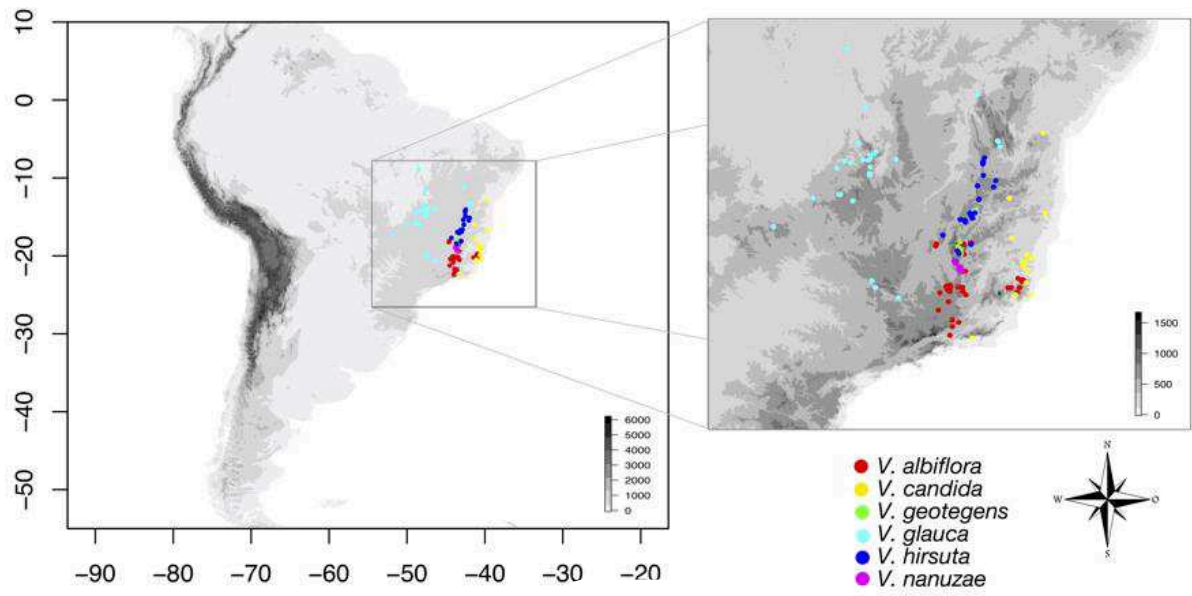 10
0
−10
−20
−30
−40
−50
−90 −80 −70 −60 −50 −40 −30 −20
6000
5000
4000
3000
2000
1000
0
1500
1000
500
0
V. albiflora
V. candida
V. geotegens
V. glauca
V. hirsuta
V. nanuzae
N
W O
S